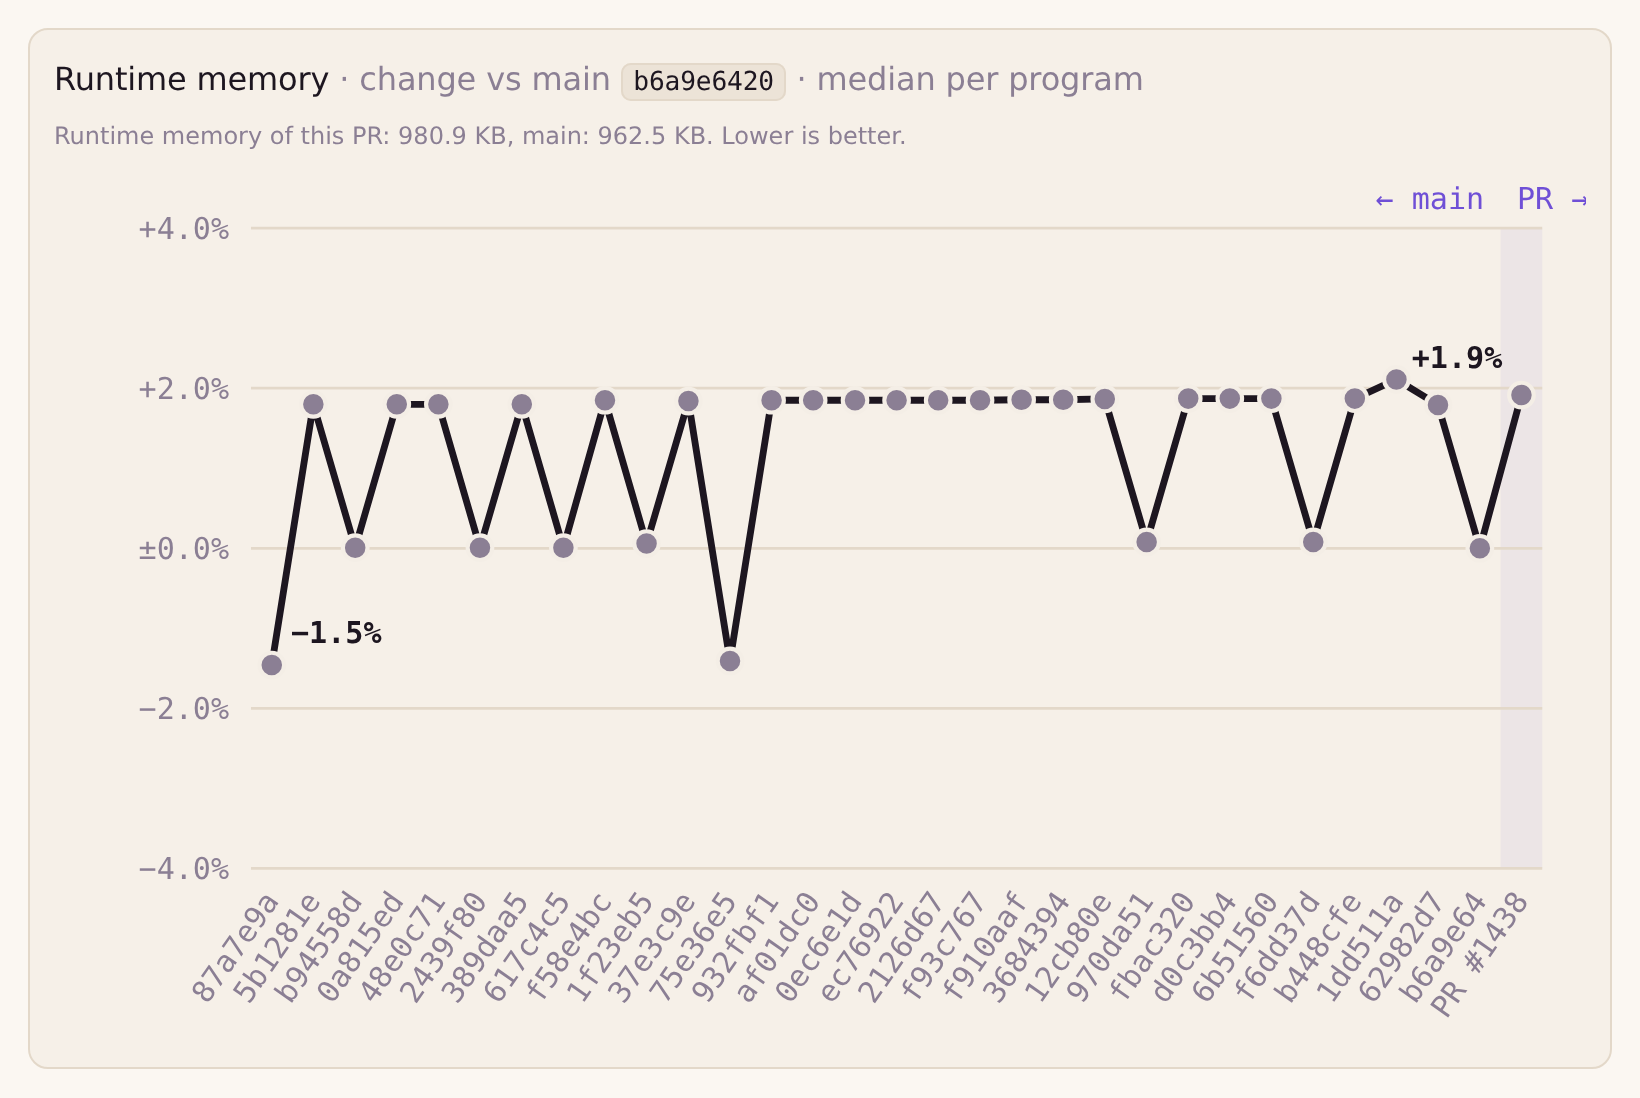 Runtime memory · change vs main b6a9e6420 · median per program
Runtime memory of this PR: 980.9 KB, main: 962.5 KB. Lower is better.
← main PR →
+4.0%
+2.0%
±0.0%
−2.0%
−4.0%
+1.9%
−1.5%
87a7e9a
5b1281e
b94558d
0a815ed
48e0c71
2439f80
389daa5
617c4c5
f58e4bc
1f23eb5
37e3c9e
75e36e5
932fbf1
af01dc0
0ec6e1d
ec76922
2126d67
f93c767
f910aaf
3684394
12cb80e
970da51
fbac320
d0c3bb4
6b51560
f6dd37d
b448cfe
1dd511a
62982d7
b6a9e64
PR #1438